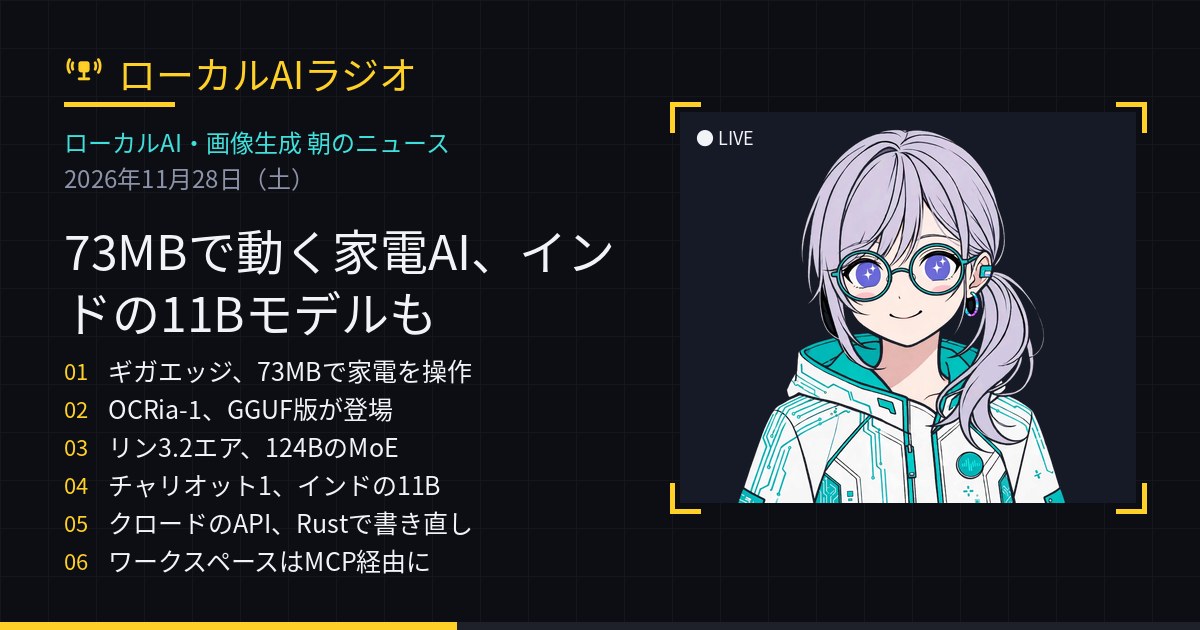 ローカルAIラジオ
ローカルAI・画像生成 朝のニュース
2026年11月28日（土）
73MBで動く家電AI、イン
ドの11Bモデルも
01 ギガエッジ、73MBで家電を操作
02 OCRia-1、GGUF版が登場
03 リン3.2エア、124BのMoE
04 チャリオット1、インドの11B
05 クロードのAPI、Rustで書き直し
06 ワークスペースはMCP経由に
LIVE